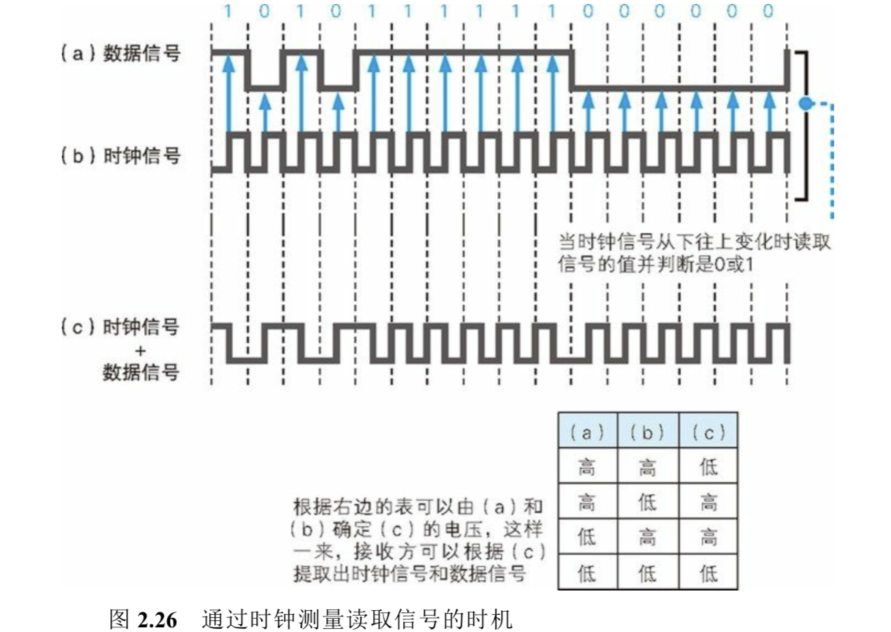 1 0 1 0 1 1 1 1 1 1 0 0 0 0 0 0
(a)数据信号
(b)时钟信号
当时钟信号从下往上变化时读取
信号的值并判断是0或1
(c)时钟信号
+
数据信号
(a) (b) (c)
高 高 低
高 低 高
低 高 高
低 低 低
根据右边的表可以由(a)和
(b)确定(c)的电压，这样
一来，接收方可以根据(c)
提取出时钟信号和数据信号
图 2.26 通过时钟测量读取信号的时机